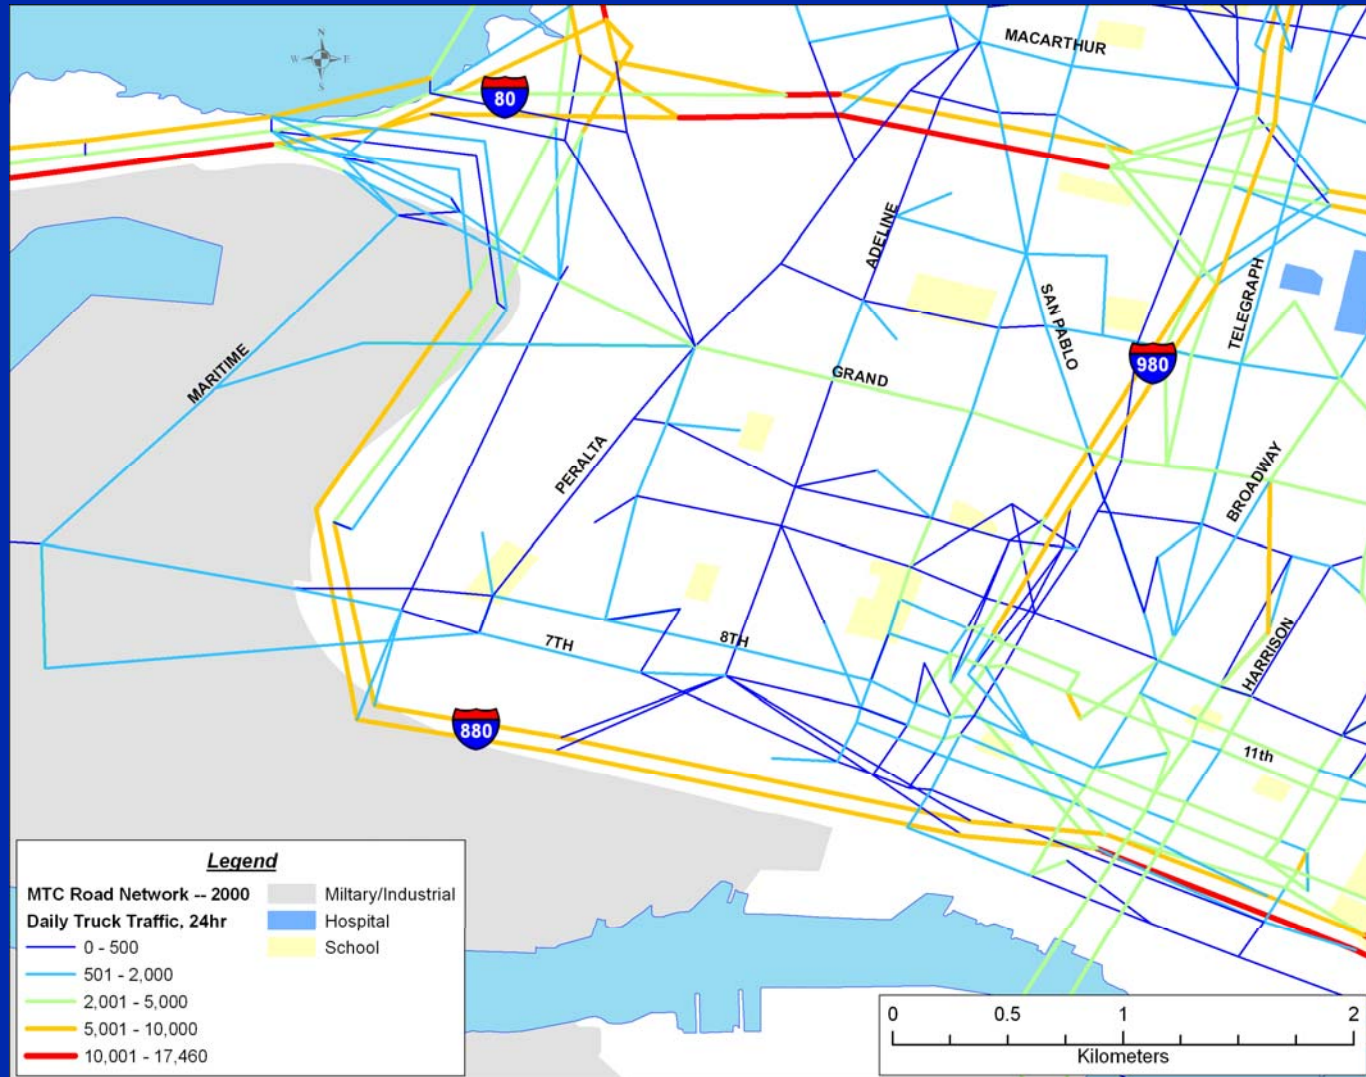 N
W E
S
80
MACARTHUR
ADELINE
SAN PABLO
TELEGRAPH
980
MARITIME
GRAND
PERALTA
BROADWAY
7TH
8TH
HARRISON
11th
880
Legend
MTC Road Network -- 2000
Daily Truck Traffic, 24hr
0 - 500
501 - 2,000
2,001 - 5,000
5,001 - 10,000
10,001 - 17,460
Miltary/Industrial
Hospital
School
0 0.5 1 2
Kilometers